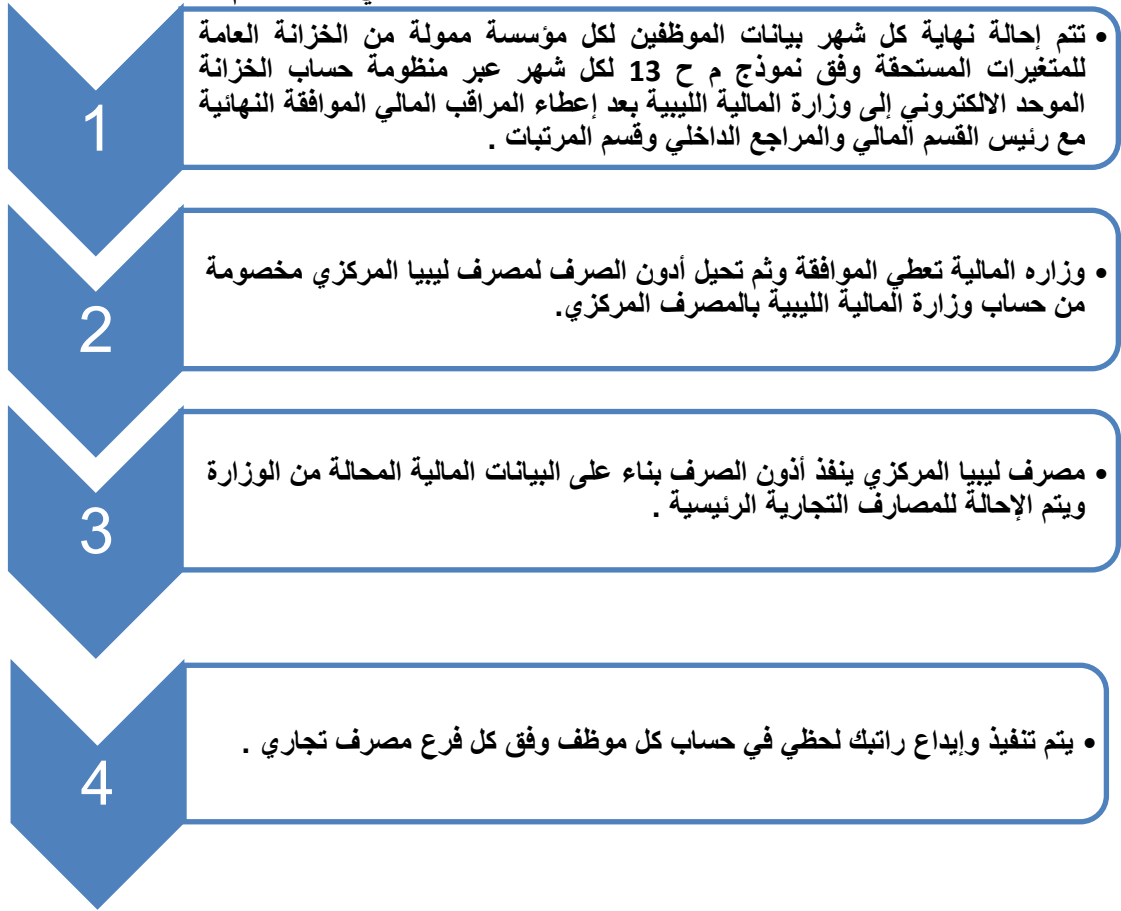 1
• تتم إحالة نهاية كل شهر بيانات الموظفين لكل مؤسسة ممولة من الخزانة العامة
للمتغيرات المستحقة وفق نموذج م ح 13 لكل شهر عبر منظومة حساب الخزانة
الموحد الالكتروني إلى وزارة المالية الليبية بعد إعطاء المراقب المالي الموافقة النهائية
مع رئيس القسم المالي والمراجع الداخلي وقسم المرتبات .
2
• وزاره المالية تعطي الموافقة وثم تحيل أدون الصرف لمصرف ليبيا المركزي مخصومة
من حساب وزارة المالية الليبية بالمصرف المركزي.
3
• مصرف ليبيا المركزي ينفذ أذون الصرف بناء على البيانات المالية المحالة من الوزارة
ويتم الإحالة للمصارف التجارية الرئيسية .
4
• يتم تنفيذ وإيداع راتبك لحظي في حساب كل موظف وفق كل فرع مصرف تجاري .